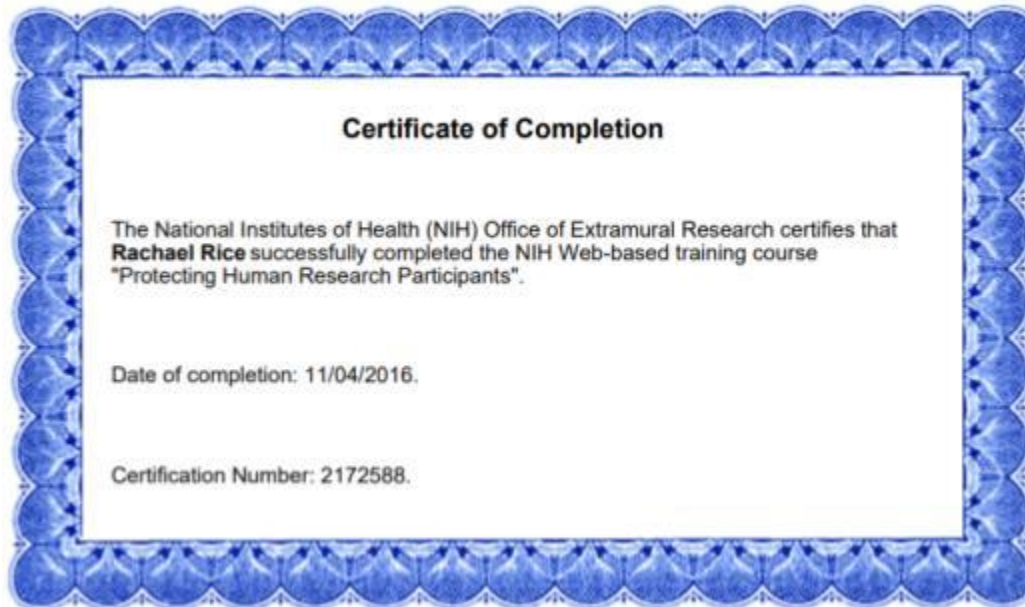 Certificate of Completion
The National Institutes of Health (NIH) Office of Extramural Research certifies that
Rachael Rice successfully completed the NIH Web-based training course
"Protecting Human Research Participants".
Date of completion: 11/04/2016.
Certification Number: 2172588.